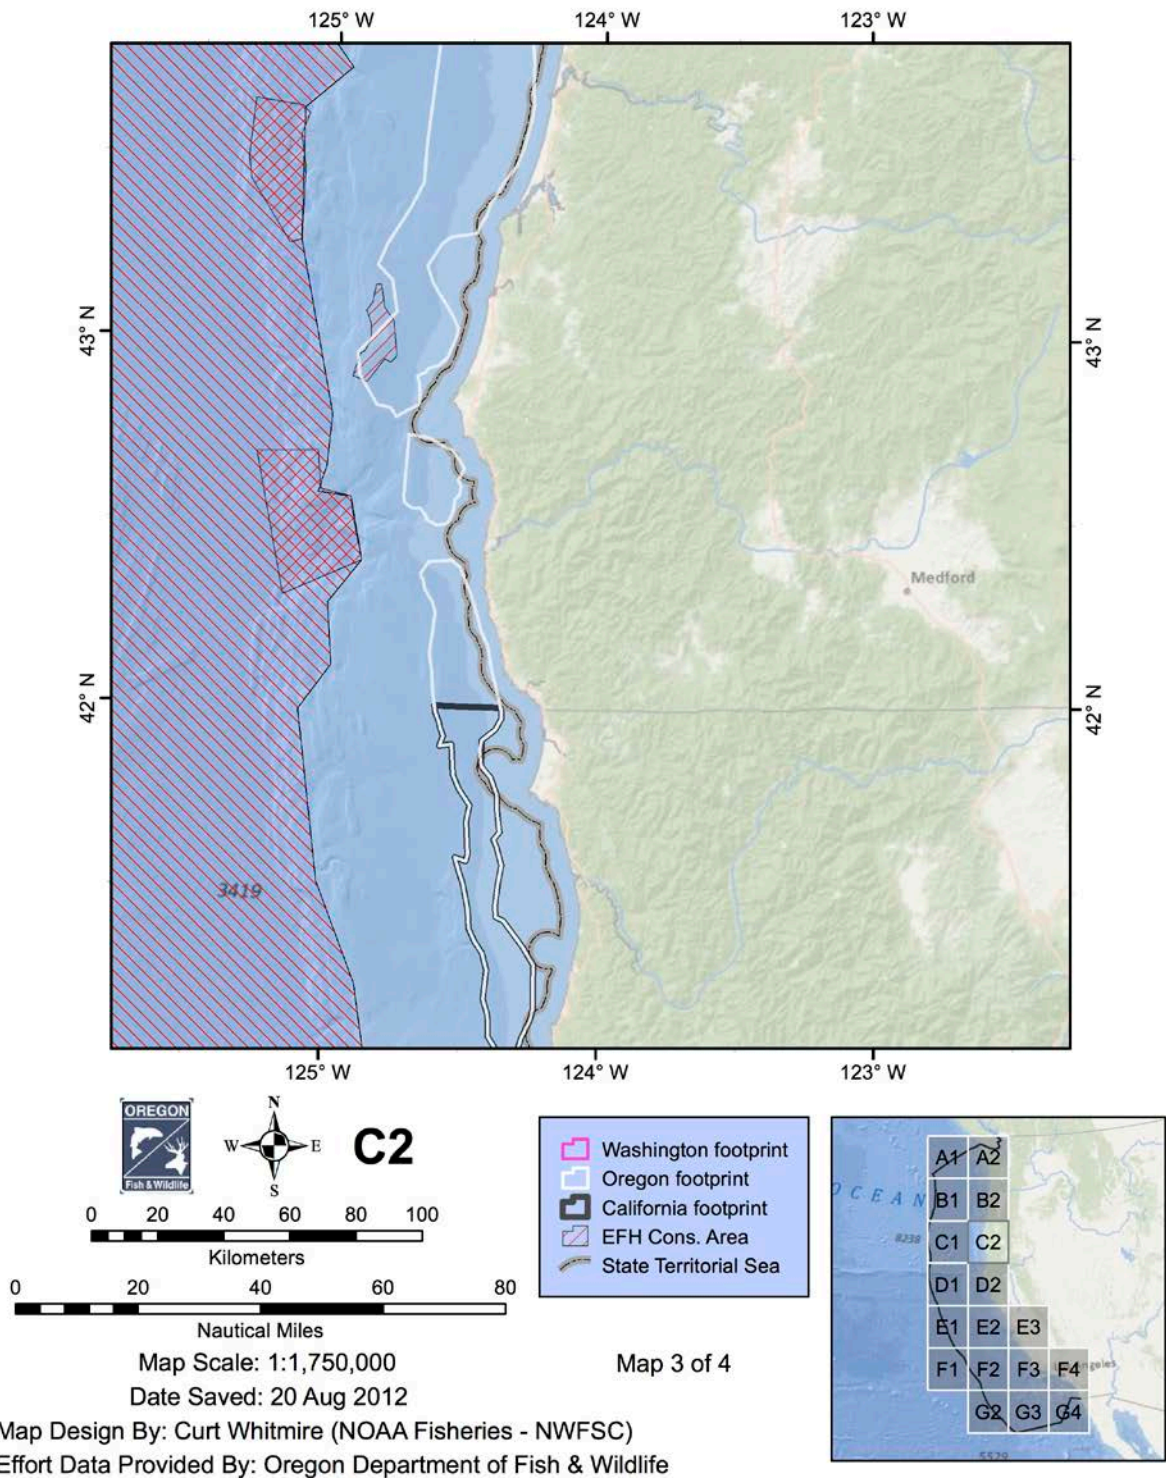 125° W 124° W 123° W
43° N 43° N
Medford
42° N 42° N
3419
125° W 124° W 123° W
OREGON
Fish & Wildlife
N
W E
S
C2
0 20 40 60 80 100
Kilometers
0 20 40 60 80
Nautical Miles
Map Scale: 1:1,750,000
Date Saved: 20 Aug 2012
Map Design By: Curt Whitmire (NOAA Fisheries - NWFSC)
Effort Data Provided By: Oregon Department of Fish & Wildlife
Washington footprint
Oregon footprint
California footprint
EFH Cons. Area
State Territorial Sea
Map 3 of 4
A1 A2
OCEAN B1 B2
8238 C1 C2
D1 D2
E1 E2 E3
F1 F2 F3 F4 geles
G2 G3 G4